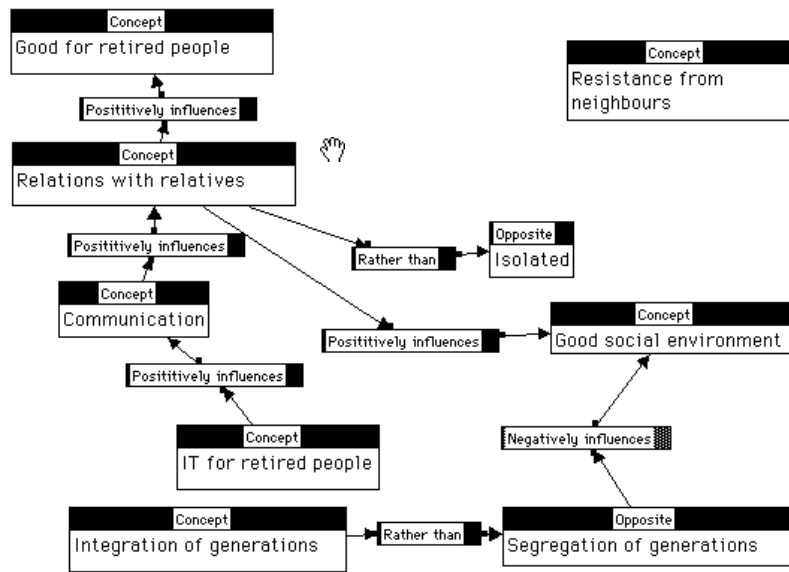 Concept
Good for retired people
Concept
Resistance from
neighbours
Posititively influences
Concept
Relations with relatives
Opposite
Isolated
Posititively influences
Rather than
Concept
Communication
Concept
Good social environment
Posititively influences
Posititively influences
Concept
IT for retired people
Negatively influences
Concept
Integration of generations
Rather than
Opposite
Segregation of generations